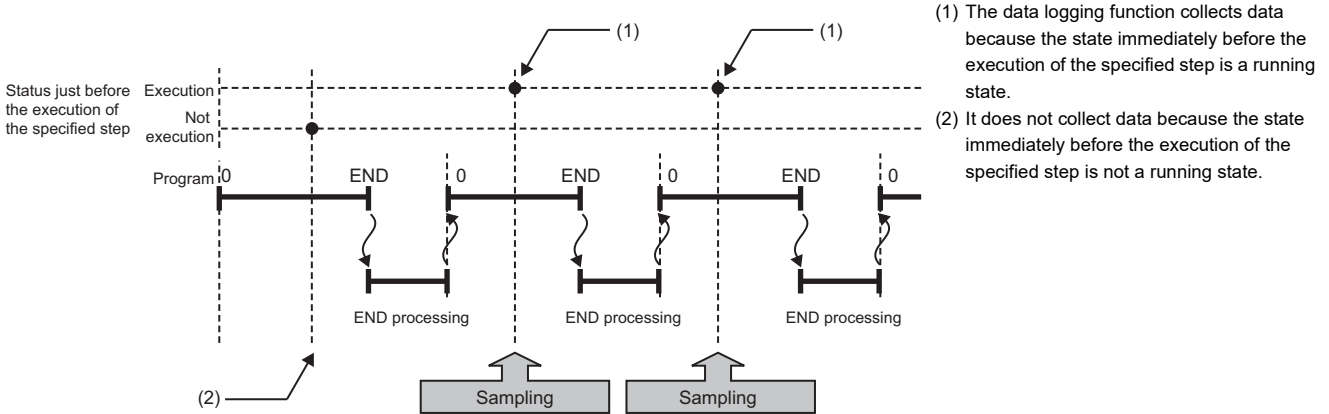 (1)
(1)
Status just before
the execution of
the specified step
Execution
Not
execution
Program
0
END
0
END
0
END
0
END processing
END processing
END processing
(2)
Sampling
Sampling
(1) The data logging function collects data
because the state immediately before the
execution of the specified step is a running
state.
(2) It does not collect data because the state
immediately before the execution of the
specified step is not a running state.